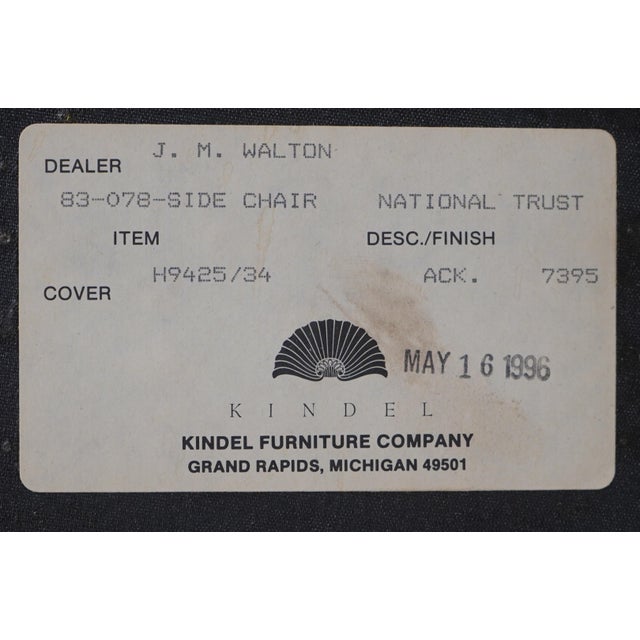 DEALER J. M. WALTON
83-078-SIDE CHAIR NATIONAL TRUST
ITEM DESC./FINISH
COVER H9425/34 ACK. 7395
MAY 16 1996
KINDEL
KINDEL FURNITURE COMPANY
GRAND RAPIDS, MICHIGAN 49501